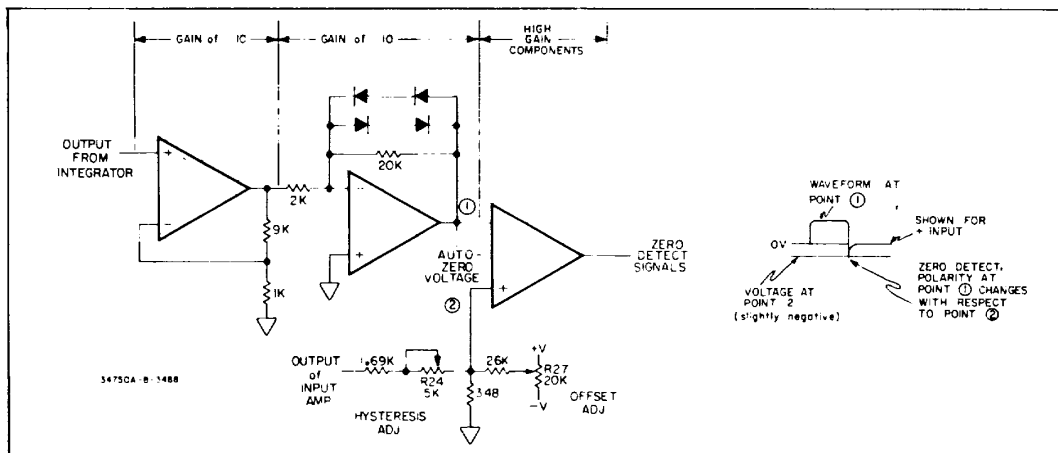 GAIN of 10
GAIN of 10
HIGH
GAIN
COMPONENTS
OUTPUT
FROM
INTEGRATOR
+
−
2K
9K
1K
20K
−
+
1
AUTO-
ZERO
VOLTAGE
2
−
+
ZERO
DETECT
SIGNALS
OUTPUT
of
INPUT
AMP
1.69K
R24
5K
HYSTERESIS
ADJ
26K
348
+V
R27
20K
−V
OFFSET
ADJ
34750A-B-3488
WAVEFORM AT
POINT 1
OV
SHOWN FOR
+ INPUT
VOLTAGE AT
POINT 2
(slightly negative)
ZERO DETECT,
POLARITY AT
POINT 1 CHANGES
WITH RESPECT
TO POINT 2